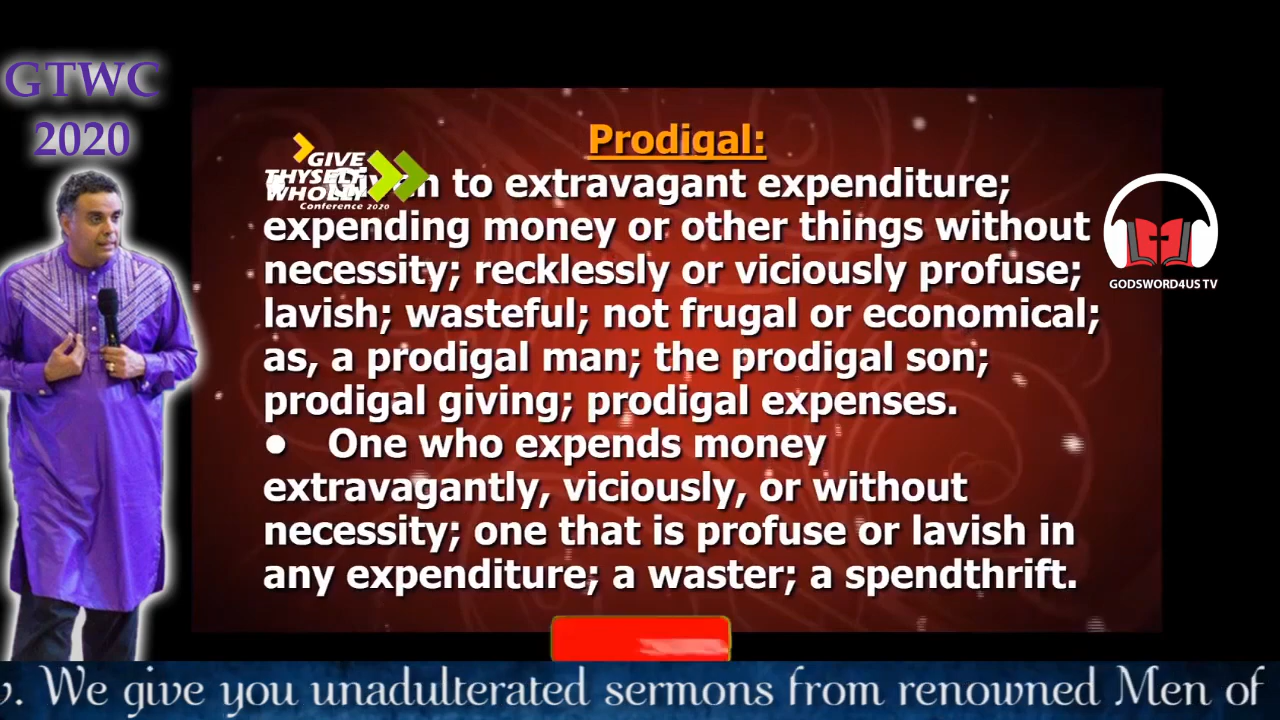 GTWC
2020
Prodigal:
GIVE
THYSELF
WHOLLY
Conference 2020
to extravagant expenditure;
expending money or other things without
necessity; recklessly or viciously profuse;
lavish; wasteful; not frugal or economical;
as, a prodigal man; the prodigal son;
prodigal giving; prodigal expenses.
● One who expends money
extravagantly, viciously, or without
necessity; one that is profuse or lavish in
any expenditure; a waster; a spendthrift.
GODSWORD4US TV
. We give you unadulterated sermons from renowned Men of